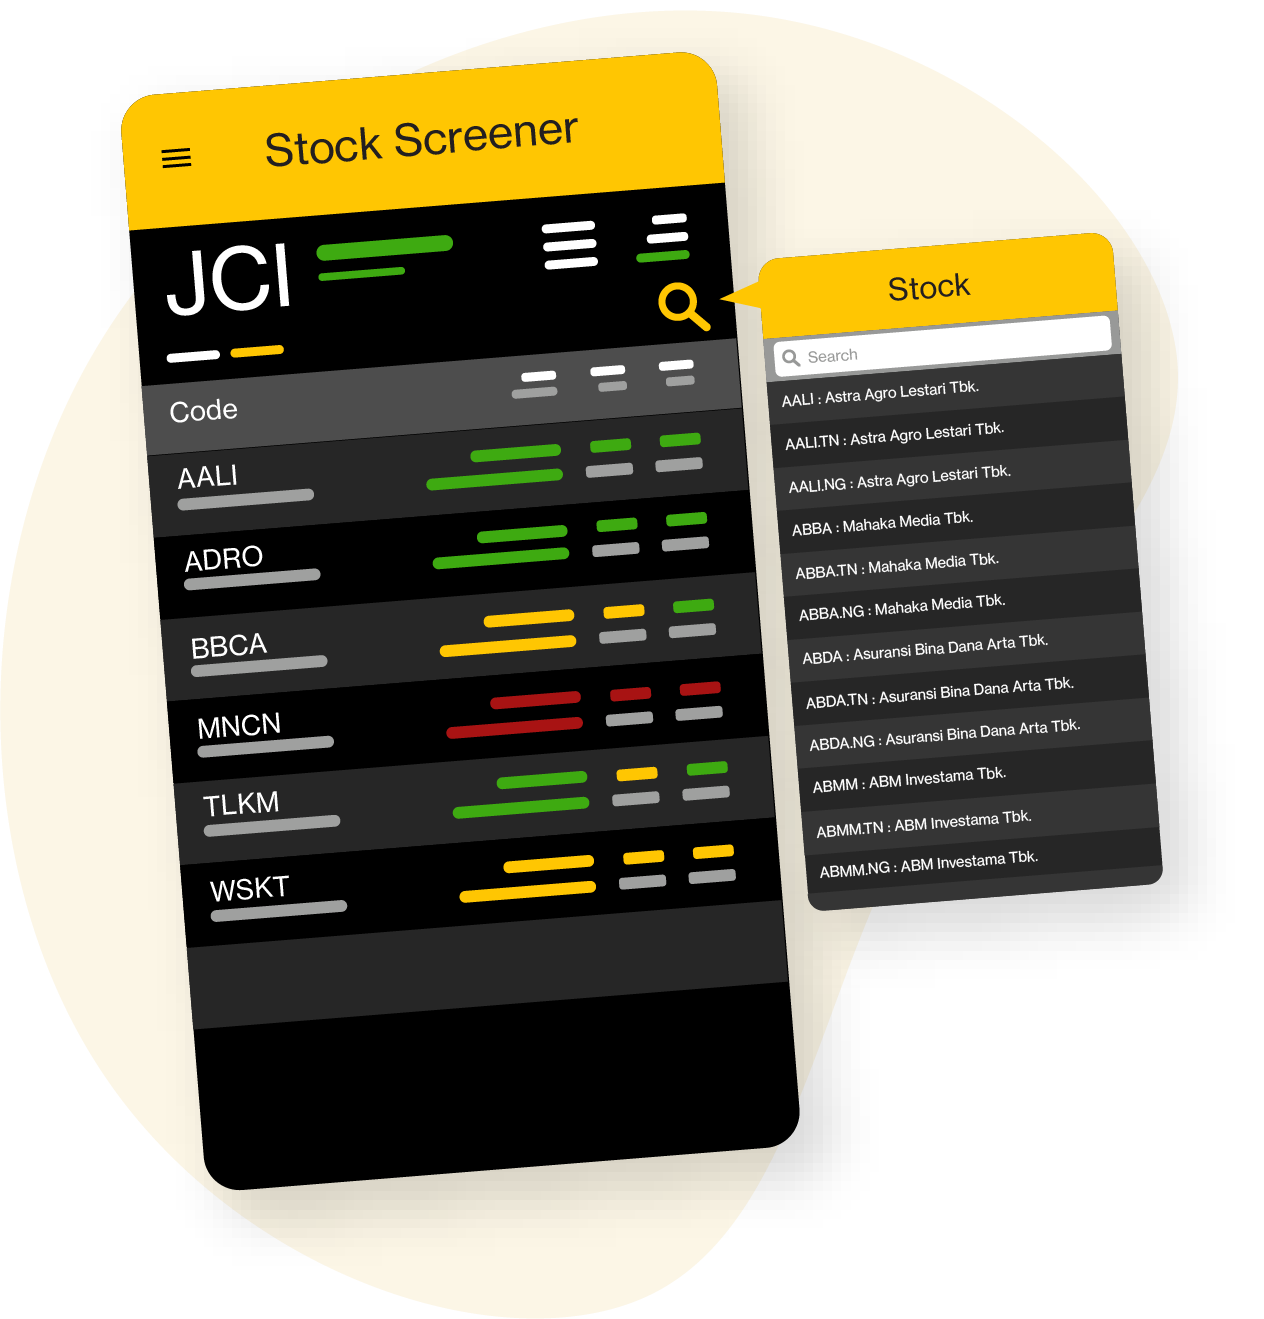 Stock Screener
JCI
Code
AALI
ADRO
BBCA
MNCN
TLKM
WSKT
Stock
Search
AALI : Astra Agro Lestari Tbk.
AALI.TN : Astra Agro Lestari Tbk.
AALI.NG : Astra Agro Lestari Tbk.
ABBA : Mahaka Media Tbk.
ABBA.TN : Mahaka Media Tbk.
ABBA.NG : Mahaka Media Tbk.
ABDA : Asuransi Bina Dana Arta Tbk.
ABDA.TN : Asuransi Bina Dana Arta Tbk.
ABDA.NG : Asuransi Bina Dana Arta Tbk.
ABMM : ABM Investama Tbk.
ABMM.TN : ABM Investama Tbk.
ABMM.NG : ABM Investama Tbk.